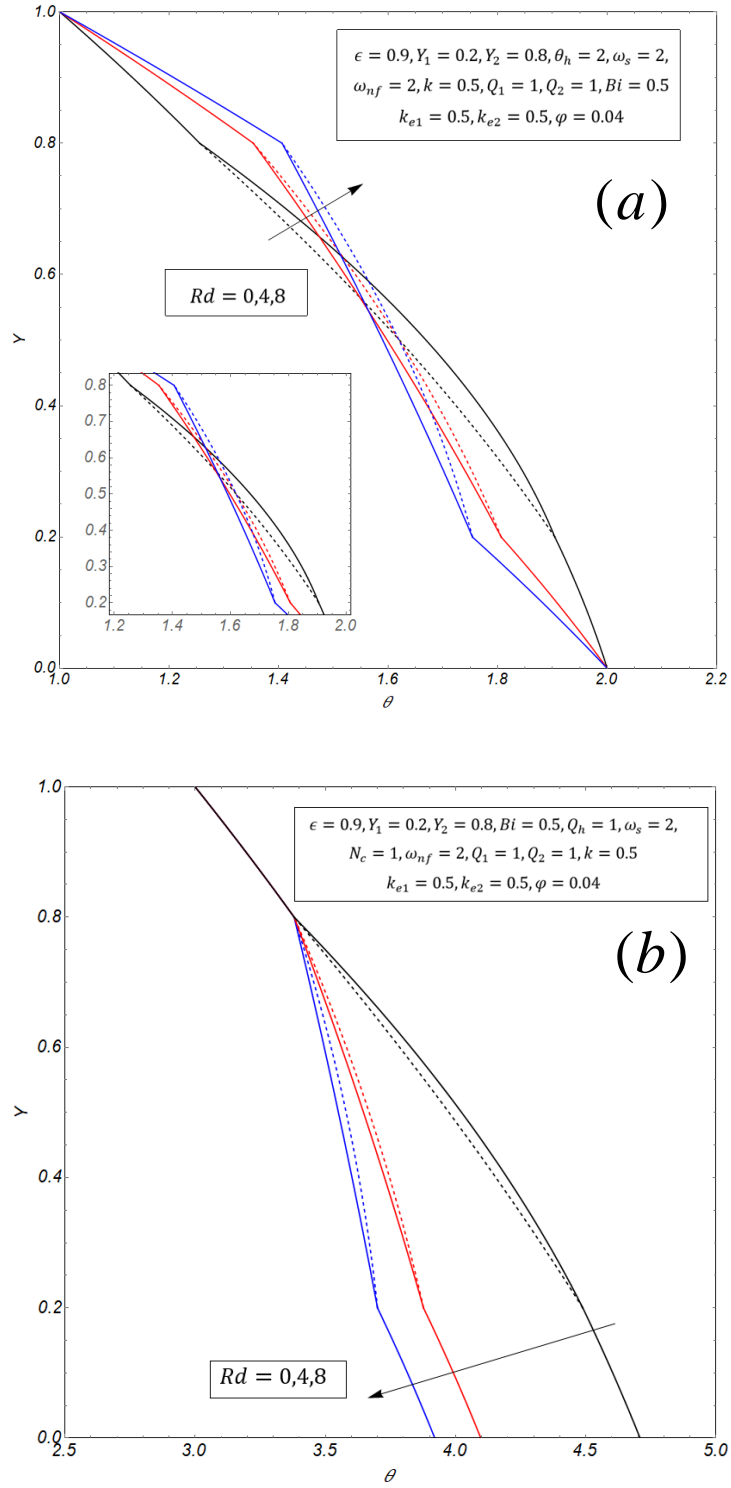 1.0
0.8
0.6
0.4
0.2
0.0
Y
ϵ = 0.9, Y₁ = 0.2, Y₂ = 0.8, θₕ = 2, ωₛ = 2,
ω_nf = 2, k = 0.5, Q₁ = 1, Q₂ = 1, Bi = 0.5
k_e1 = 0.5, k_e2 = 0.5, φ = 0.04
(a)
Rd = 0,4,8
0.8
0.7
0.6
0.5
0.4
0.3
0.2
1.2 1.4 1.6 1.8 2.0
1.0 1.2 1.4 1.6 1.8 2.0 2.2
θ
1.0
0.8
0.6
0.4
0.2
0.0
Y
ϵ = 0.9, Y₁ = 0.2, Y₂ = 0.8, Bi = 0.5, Qₕ = 1, ωₛ = 2,
N_c = 1, ω_nf = 2, Q₁ = 1, Q₂ = 1, k = 0.5
k_e1 = 0.5, k_e2 = 0.5, φ = 0.04
(b)
Rd = 0,4,8
2.5 3.0 3.5 4.0 4.5 5.0
θ